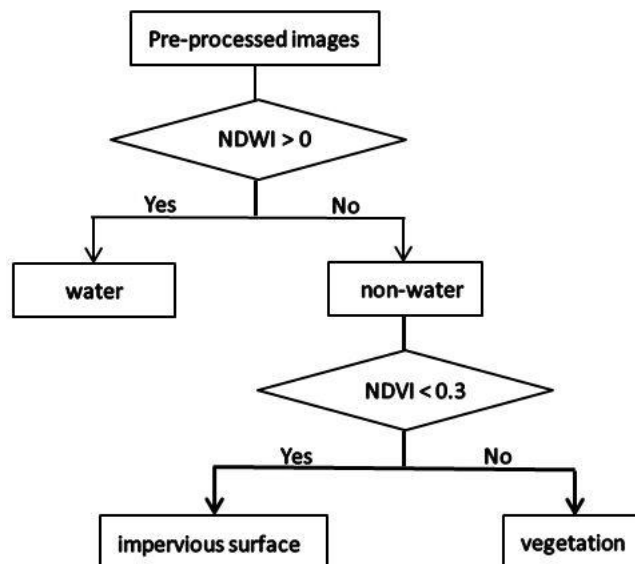 Pre-processed images
NDWI > 0
Yes
No
water
non-water
NDVI < 0.3
Yes
No
impervious surface
vegetation